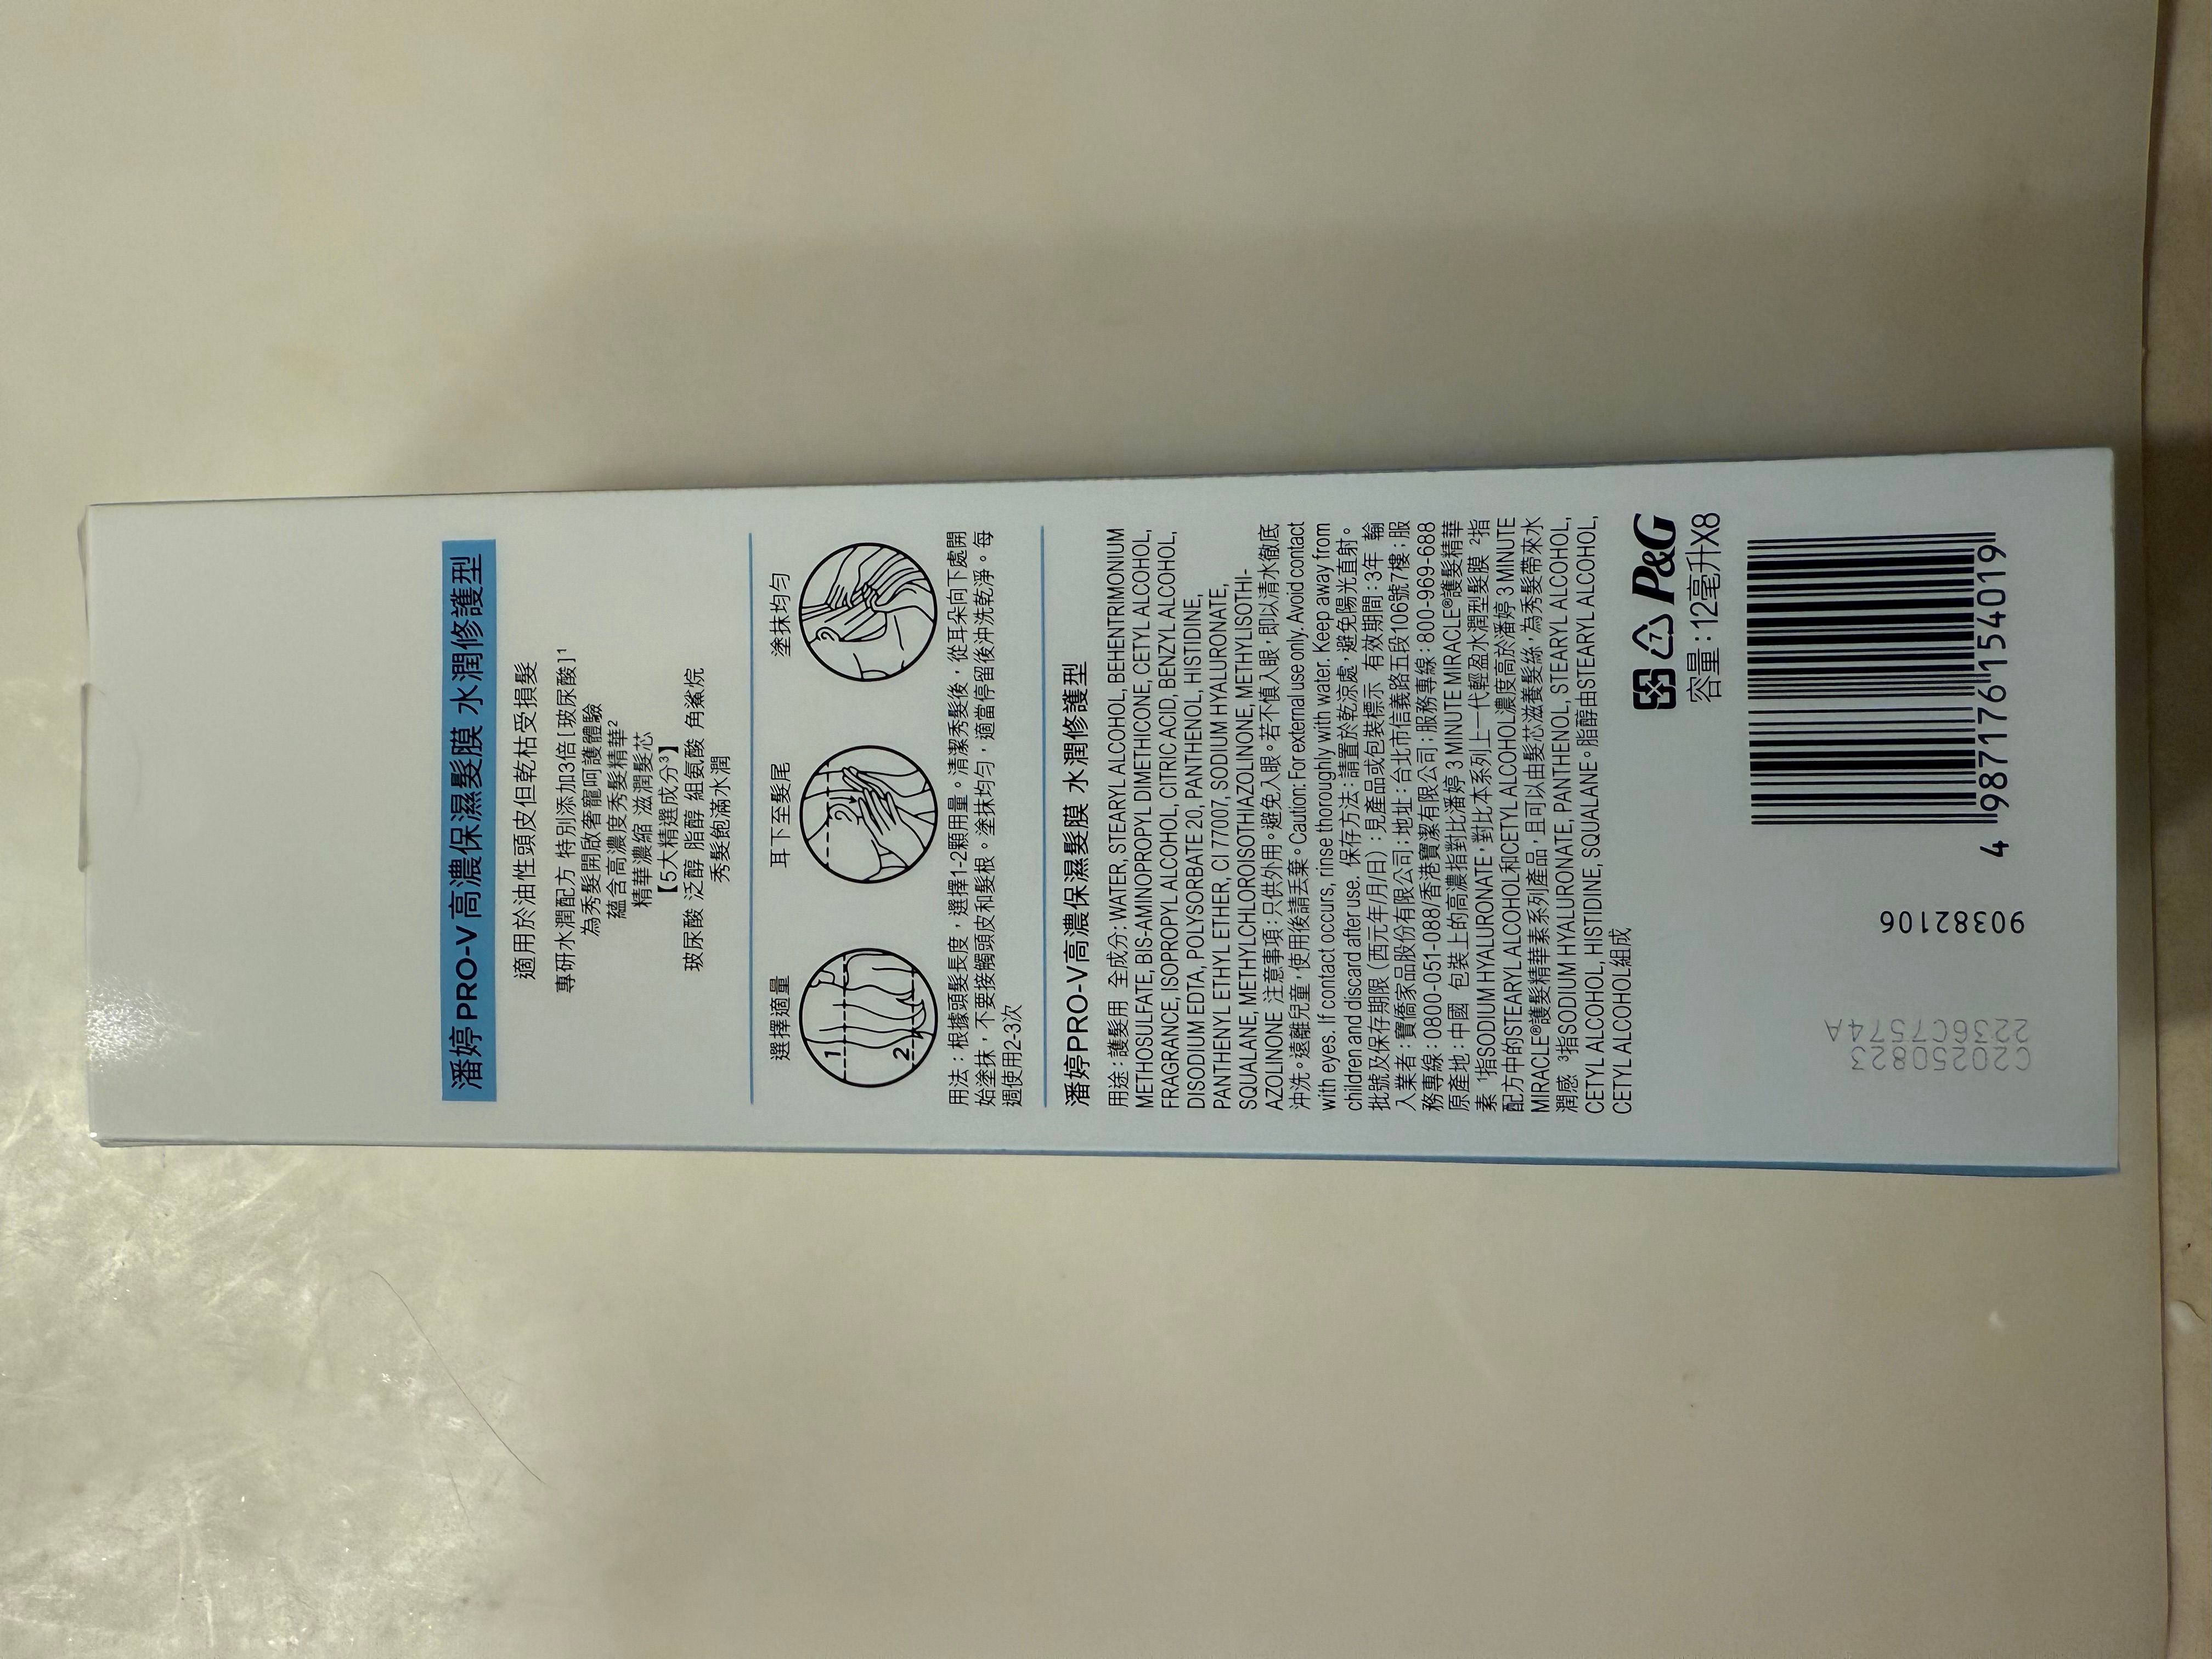 潘婷PRO-V高濃保濕髮膜 水潤修護型
適用於油性頭皮但乾枯受損髮
專研水潤配方 特別添加3倍[玻尿酸]¹
為秀髮開啟奢寵呵護體驗
蘊含高濃度秀髮精華²
精華濃縮 滋潤髮芯
【5大精選成分³】
玻尿酸 泛醇 脂醇 組氨酸 角鯊烷
秀髮飽滿水潤
選擇適量 耳下至髮尾 塗抹均勻
1
2
用法：根據頭髮長度，選擇1-2顆用量。清潔秀髮後，從耳朵向下處開
始塗抹，不要接觸頭皮和髮根。塗抹均勻，適當停留後沖洗乾淨。每
週使用2-3次
潘婷PRO-V高濃保濕髮膜 水潤修護型
用途：護髮用 全成分: WATER, STEARYL ALCOHOL, BEHENTRIMONIUM
METHOSULFATE, BIS-AMINOPROPYL DIMETHICONE, CETYL ALCOHOL,
FRAGRANCE, ISOPROPYL ALCOHOL, CITRIC ACID, BENZYL ALCOHOL,
DISODIUM EDTA, POLYSORBATE 20, PANTHENOL, HISTIDINE,
PANTHENYL ETHYL ETHER, CI 77007, SODIUM HYALURONATE,
SQUALANE, METHYLCHLOROISOTHIAZOLINONE, METHYLISOTHI-
AZOLINONE 注意事項：只供外用。避免入眼。若不慎入眼，即以清水徹底
沖洗。遠離兒童，使用後請丟棄。Caution: For external use only. Avoid contact
with eyes. If contact occurs, rinse thoroughly with water. Keep away from
children and discard after use. 保存方法：請置於乾涼處，避免陽光直射。
批號及保存期限（西元年/月/日）：見產品或包裝標示 有效期間：3年 輸
入業者：寶僑家品股份有限公司；地址：台北市信義路五段106號7樓；服
務專線：0800-051-088/香港寶潔有限公司；服務專線：800-969-688
原產地：中國 包裝上的高濃指對比潘婷 3 MINUTE MIRACLE®護髮精華
素 ¹指SODIUM HYALURONATE，對比本系列上一代輕盈水潤型髮膜 ²指
配方中的STEARYL ALCOHOL和CETYL ALCOHOL濃度高於潘婷 3 MINUTE
MIRACLE®護髮精華素系列產品，且可以由髮芯滋養髮絲，為秀髮帶來水
潤感 ³指SODIUM HYALURONATE, PANTHENOL, STEARYL ALCOHOL,
CETYL ALCOHOL, HISTIDINE, SQUALANE。脂醇由STEARYL ALCOHOL,
CETYL ALCOHOL組成
7 P&G
容量：12毫升X8
4 987176 154019
90382106
C20250823
2236C7574A